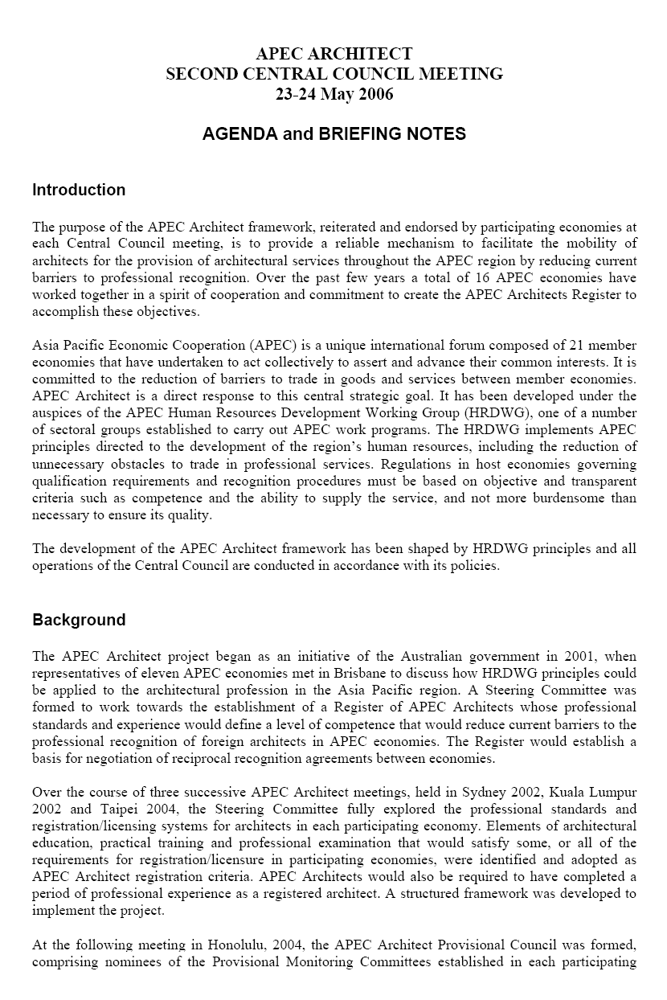 APEC ARCHITECT
SECOND CENTRAL COUNCIL MEETING
23-24 May 2006
AGENDA and BRIEFING NOTES
Introduction
The purpose of the APEC Architect framework, reiterated and endorsed by participating economies at
each Central Council meeting, is to provide a reliable mechanism to facilitate the mobility of
architects for the provision of architectural services throughout the APEC region by reducing current
barriers to professional recognition. Over the past few years a total of 16 APEC economies have
worked together in a spirit of cooperation and commitment to create the APEC Architects Register to
accomplish these objectives.
Asia Pacific Economic Cooperation (APEC) is a unique international forum composed of 21 member
economies that have undertaken to act collectively to assert and advance their common interests. It is
committed to the reduction of barriers to trade in goods and services between member economies.
APEC Architect is a direct response to this central strategic goal. It has been developed under the
auspices of the APEC Human Resources Development Working Group (HRDWG), one of a number
of sectoral groups established to carry out APEC work programs. The HRDWG implements APEC
principles directed to the development of the region's human resources, including the reduction of
unnecessary obstacles to trade in professional services. Regulations in host economies governing
qualification requirements and recognition procedures must be based on objective and transparent
criteria such as competence and the ability to supply the service, and not more burdensome than
necessary to ensure its quality.
The development of the APEC Architect framework has been shaped by HRDWG principles and all
operations of the Central Council are conducted in accordance with its policies.
Background
The APEC Architect project began as an initiative of the Australian government in 2001, when
representatives of eleven APEC economies met in Brisbane to discuss how HRDWG principles could
be applied to the architectural profession in the Asia Pacific region. A Steering Committee was
formed to work towards the establishment of a Register of APEC Architects whose professional
standards and experience would define a level of competence that would reduce current barriers to the
professional recognition of foreign architects in APEC economies. The Register would establish a
basis for negotiation of reciprocal recognition agreements between economies.
Over the course of three successive APEC Architect meetings, held in Sydney 2002, Kuala Lumpur
2002 and Taipei 2004, the Steering Committee fully explored the professional standards and
registration/licensing systems for architects in each participating economy. Elements of architectural
education, practical training and professional examination that would satisfy some, or all of the
requirements for registration/licensure in participating economies, were identified and adopted as
APEC Architect registration criteria. APEC Architects would also be required to have completed a
period of professional experience as a registered architect. A structured framework was developed to
implement the project.
At the following meeting in Honolulu, 2004, the APEC Architect Provisional Council was formed,
comprising nominees of the Provisional Monitoring Committees established in each participating